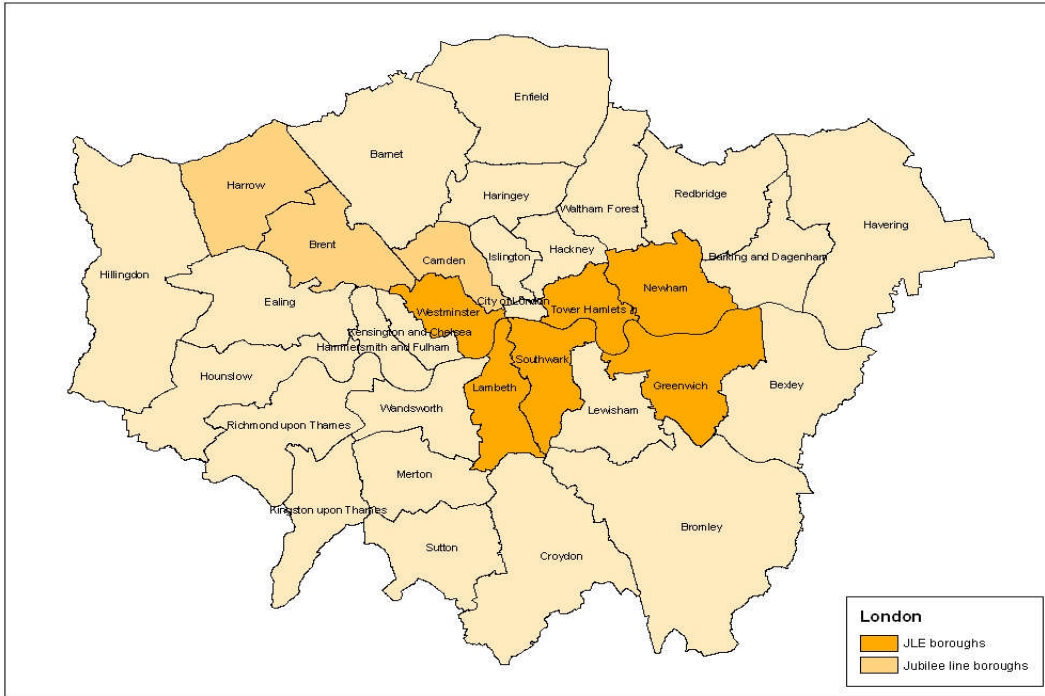 Enfield
Barnet
Harrow
Haringey
Waltham Forest
Redbridge
Havering
Brent
Hackney
Islington
Camden
Barking and Dagenham
Hillingdon
Ealing
Newham
City of London
Tower Hamlets
Westminster
Kensington and Chelsea
Hammersmith and Fulham
Southwark
Hounslow
Lambeth
Greenwich
Bexley
Wandsworth
Lewisham
Richmond upon Thames
Merton
Kingston upon Thames
Bromley
Sutton
Croydon
London
JLE boroughs
Jubilee line boroughs